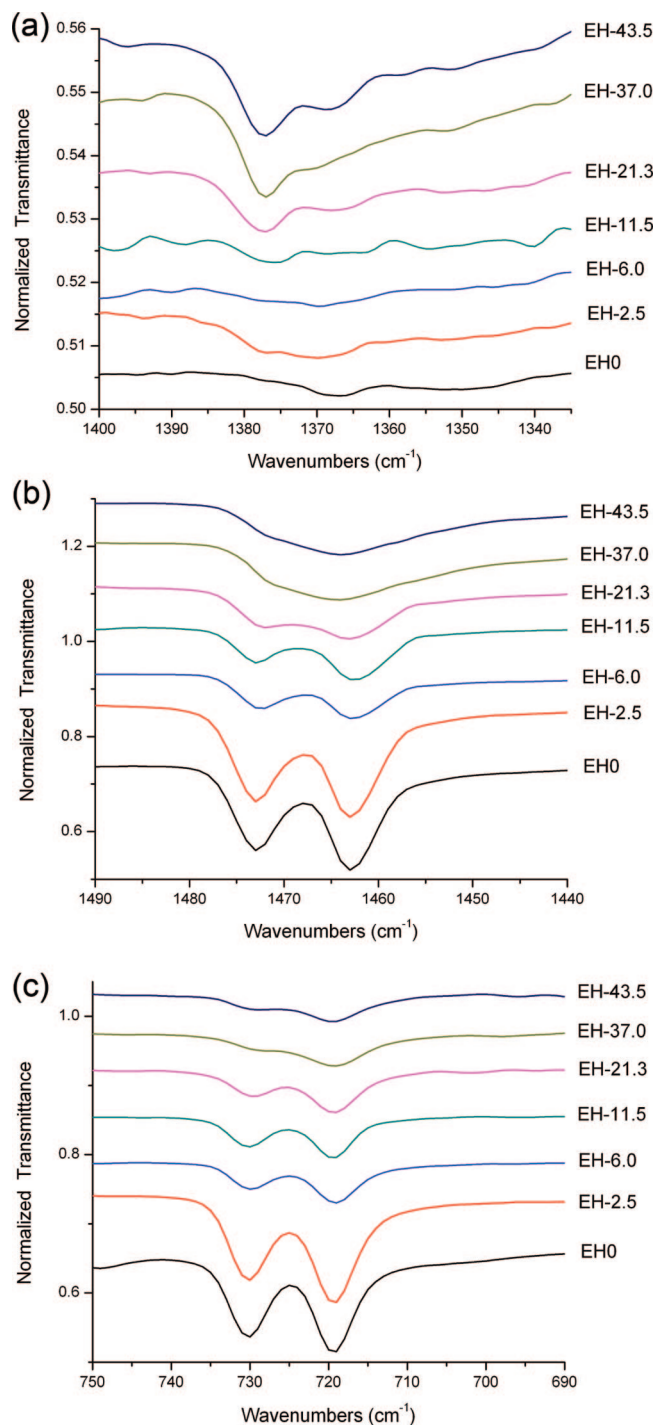 (a)
0.56
0.55
0.54
0.53
0.52
0.51
0.50
Normalized Transmittance
EH-43.5
EH-37.0
EH-21.3
EH-11.5
EH-6.0
EH-2.5
EH0
1400 1390 1380 1370 1360 1350 1340
Wavenumbers (cm⁻¹)
(b)
1.2
1.0
0.8
0.6
Normalized Transmittance
EH-43.5
EH-37.0
EH-21.3
EH-11.5
EH-6.0
EH-2.5
EH0
1490 1480 1470 1460 1450 1440
Wavenumbers (cm⁻¹)
(c)
1.0
0.8
0.6
Normalized Transmittance
EH-43.5
EH-37.0
EH-21.3
EH-11.5
EH-6.0
EH-2.5
EH0
750 740 730 720 710 700 690
Wavenumbers (cm⁻¹)